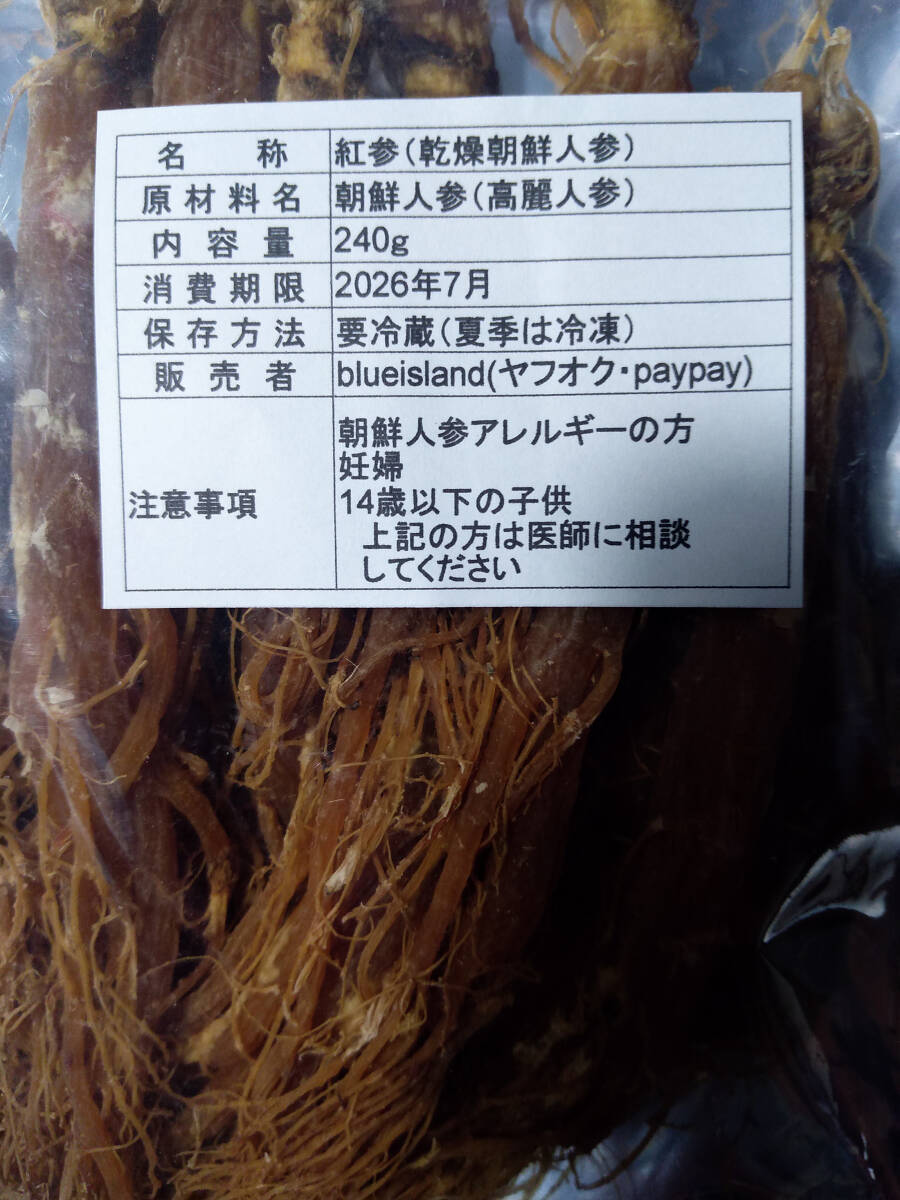 名称 紅参(乾燥朝鮮人参)
原材料名 朝鮮人参(高麗人参)
内容量 240g
消費期限 2026年7月
保存方法 要冷蔵(夏季は冷凍)
販売者 blueisland(ヤフオク・paypay)
注意事項
朝鮮人参アレルギーの方
妊婦
14歳以下の子供
上記の方は医師に相談
してください